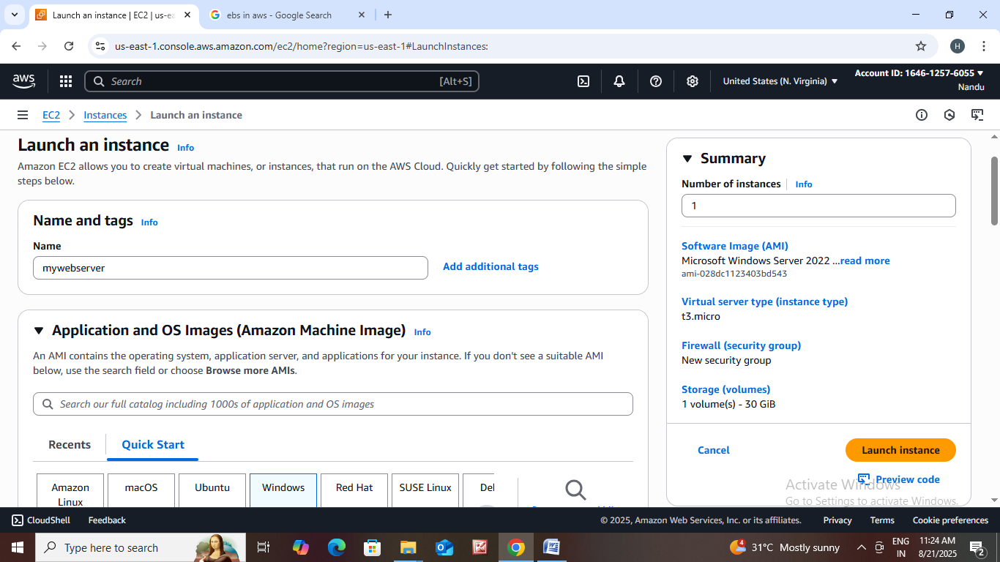 Launch an instance | EC2 | us-ea
ebs in aws - Google Search
us-east-1.console.aws.amazon.com/ec2/home?region=us-east-1#LaunchInstances:
H
aws
Search
[Alt+S]
United States (N. Virginia)
Account ID: 1646-1257-6055
Nandu
EC2
Instances
Launch an instance
Launch an instance
Info
Amazon EC2 allows you to create virtual machines, or instances, that run on the AWS Cloud. Quickly get started by following the simple
steps below.
Name and tags
Info
Name
mywebserver
Add additional tags
Application and OS Images (Amazon Machine Image)
Info
An AMI contains the operating system, application server, and applications for your instance. If you don't see a suitable AMI
below, use the search field or choose Browse more AMIs.
Search our full catalog including 1000s of application and OS images
Recents
Quick Start
Amazon
Linux
macOS
Ubuntu
Windows
Red Hat
SUSE Linux
Summary
Number of instances
Info
1
Software Image (AMI)
Microsoft Windows Server 2022 ...read more
ami-028dc1123403bd543
Virtual server type (instance type)
t3.micro
Firewall (security group)
New security group
Storage (volumes)
1 volume(s) - 30 GiB
Cancel
Launch instance
Preview code
Activate Windows
Go to Settings to activate Windows.
CloudShell
Feedback
© 2025, Amazon Web Services, Inc. or its affiliates.
Privacy
Terms
Cookie preferences
Type here to search
4
31°C Mostly sunny
ENG
IN
11:24 AM
8/21/2025
2